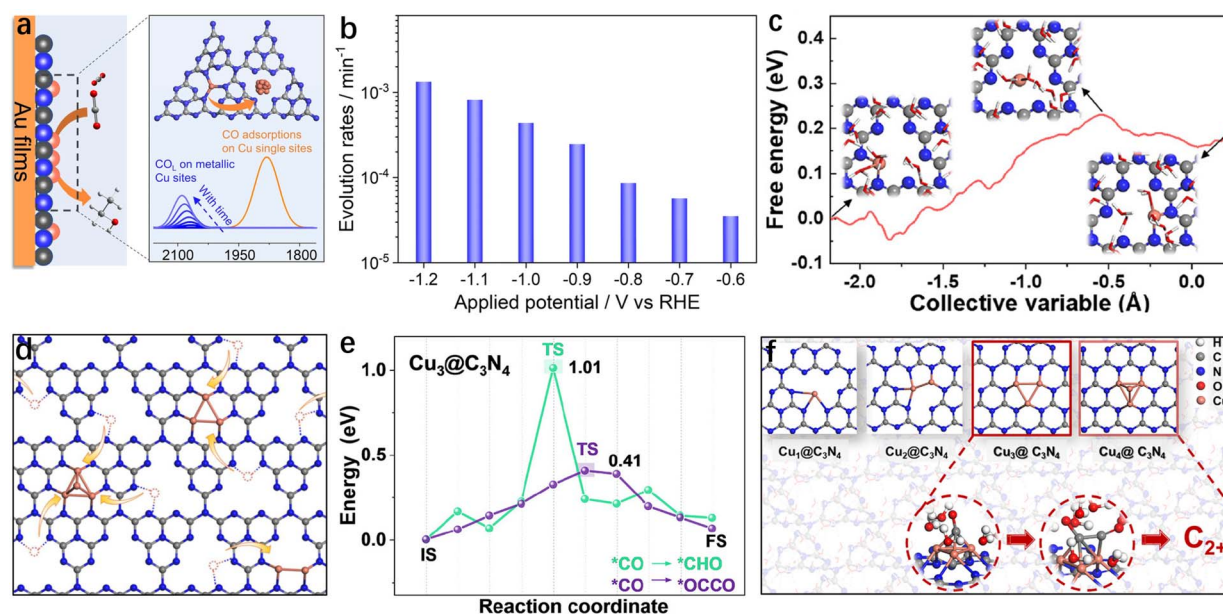 a
Au films
CO adsorptions
on Cu single sites
COL on metallic
Cu sites
With time
2100
1950
1800
b
Evolution rates / min⁻¹
10⁻³
10⁻⁴
10⁻⁵
-1.2
-1.1
-1.0
-0.9
-0.8
-0.7
-0.6
Applied potential / V vs RHE
c
Free energy (eV)
0.4
0.3
0.2
0.1
0.0
0.1
-2.0
-1.5
-1.0
-0.5
0.0
Collective variable (Å)
d
e
Cu₃@C₃N₄
TS
1.01
TS
0.41
Energy (eV)
1.0
0.5
0.0
IS
FS
*CO → *CHO
*CO → *OCCO
Reaction coordinate
f
H
C
N
O
Cu₁@C₃N₄
Cu₂@C₃N₄
Cu₃@ C₃N₄
Cu₄@ C₃N₄
C₂₊